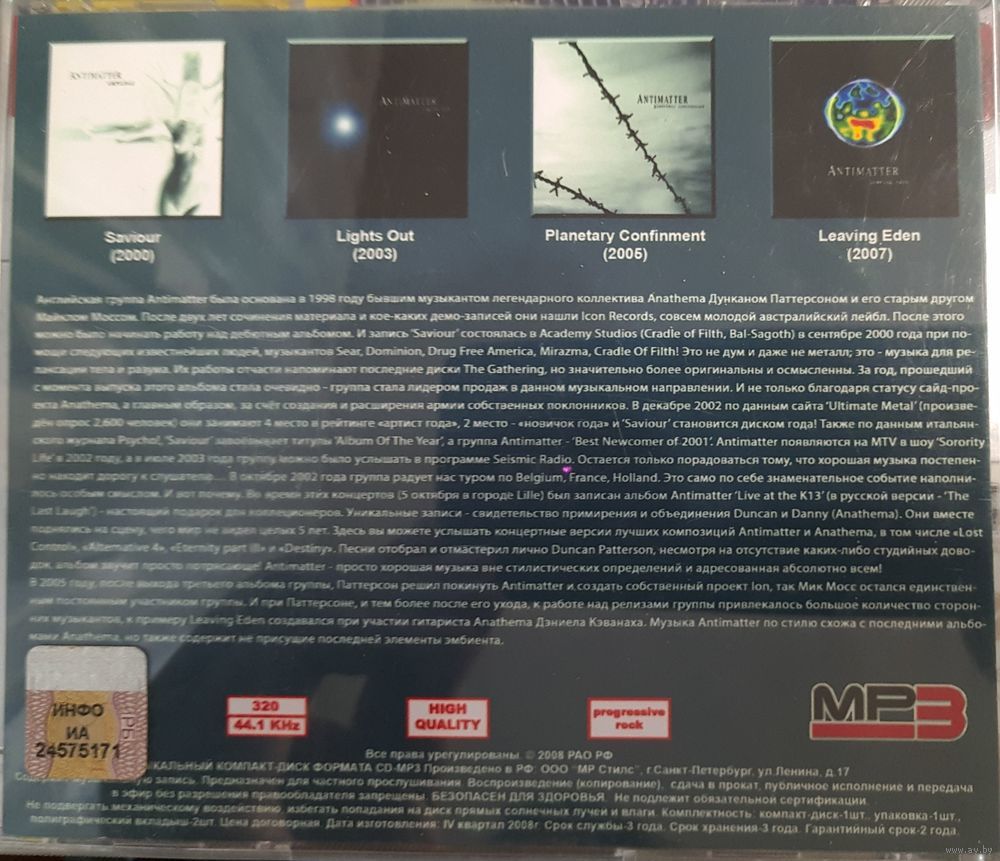 ANTIMATTER
ANTIMATTER
ANTIMATTER
ANTIMATTER
Saviour
(2000)
Lights Out
(2003)
Planetary Confinment
(2005)
Leaving Eden
(2007)
Английская группа Antimatter была основана в 1998 году бывшим музыкантом легендарного коллектива Anathema Дунканом Паттерсоном и его старым другом
Майклом Моссом. После двух лет сочинения материала и кое-каких демо-записей они нашли Icon Records, совсем молодой австралийский лейбл. После этого
можно было начинать работу над дебютным альбомом. И запись 'Saviour' состоялась в Academy Studios (Cradle of Filth, Bal-Sagoth) в сентябре 2000 года при по-
мощи следующих известнейших людей, музыкантов Sear, Dominion, Drug Free America, Mirazma, Cradle Of Filth! Это не дум и даже не металл; это - музыка для ре-
лаксации тела и разума. Их работы отчасти напоминают последние диски The Gathering, но значительно более оригинальны и осмысленны. За год, прошедший
с момента выпуска этого альбома стала очевидно - группа стала лидером продаж в данном музыкальном направлении. И не только благодаря статусу сайд-про-
екта Anathema, а главным образом, за счёт создания и расширения армии собственных поклонников. В декабре 2002 по данным сайта 'Ultimate Metal' (произве-
дён опрос 2,600 человек) они занимают 4 место в рейтинге «артист года», 2 место - «новичок года» и 'Saviour' становится диском года! Также по данным итальян-
ского журнала Psycho!, 'Saviour' завоёвывает титулы 'Album Of The Year', а группа Antimatter - 'Best Newcomer of 2001'. Antimatter появляются на MTV в шоу 'Sorority
Life' в 2002 году, а в июле 2003 года группу можно было услышать в программе Seismic Radio. Остается только порадоваться тому, что хорошая музыка постепен-
но находит дорогу к слушателю... В октябре 2002 года группа радует нас туром по Belgium, France, Holland. Это само по себе знаменательное событие наполни-
лось особым смыслом. И вот почему. Во время этих концертов (5 октября в городе Lille) был записан альбом Antimatter 'Live at the K13' (в русской версии - 'The
Last Laugh') - настоящий подарок для коллекционеров. Уникальные записи - свидетельство примирения и объединения Duncan и Danny (Anathema). Они вместе
поднялись на сцену, чего мир не видел целых 5 лет. Здесь вы можете услышать концертные версии лучших композиций Antimatter и Anathema, в том числе «Lost
Control», «Alternative 4», «Eternity part III» и «Destiny». Песни отобрал и отмастерил лично Duncan Patterson, несмотря на отсутствие каких-либо студийных дово-
док, альбом звучит просто потрясающе! Antimatter - просто хорошая музыка вне стилистических определений и адресованная абсолютно всем!
В 2005 году, после выхода третьего альбома группы, Паттерсон решил покинуть Antimatter и создать собственный проект Ion, так Мик Мосс остался единствен-
ным постоянным участником группы. И при Паттерсоне, и тем более после его ухода, к работе над релизами группы привлекалось большое количество сторон-
них музыкантов, к примеру Leaving Eden создавался при участии гитариста Anathema Дэниела Кэванаха. Музыка Antimatter по стилю схожа с последними альбо-
мами Anathema, но также содержит не присущие последней элементы эмбиента.
ИНФО
ИА
24575171
РБ
320
44.1 KHz
HIGH
QUALITY
progressive
rock
MP3
Все права урегулированы © 2008 РАО РФ
КАЛЬНЫЙ КОМПАКТ-ДИСК ФОРМАТА CD-MP3 Произведено в РФ: ООО "МР Стилс", г.Санкт-Петербург, ул.Ленина, д.17
запись. Предназначен для частного прослушивания Воспроизведение (копирование), сдача в прокат, публичное исполнение и передача
в эфир без разрешения правообладателя запрещены. БЕЗОПАСЕН ДЛЯ ЗДОРОВЬЯ. Не подлежит обязательной сертификации.
Не подвергать механическому воздействию, избегать попадания на диск прямых солнечных лучей и влаги. Комплектность: компакт-диск-1шт., упаковка-1шт.,
полиграфический вкладыш-2шт. Цена договорная. Дата изготовления: IV квартал 2008г. Срок службы-3 года. Срок хранения-3 года. Гарантийный срок-2 года.
www.av.by